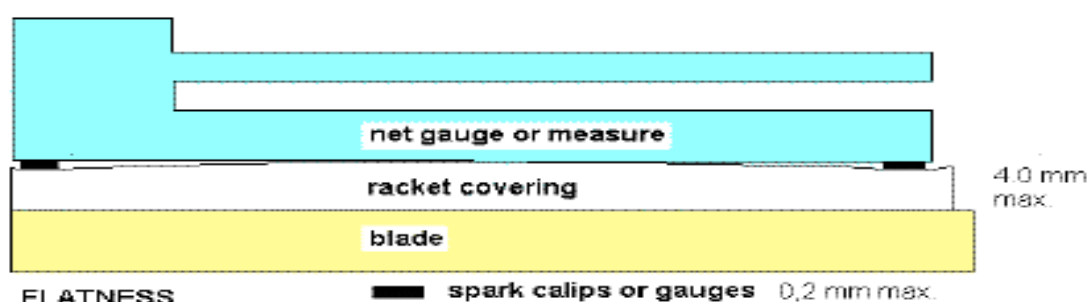 net gauge or measure
racket covering
4.0 mm
max.
blade
FLATNESS
spark calips or gauges 0,2 mm max.